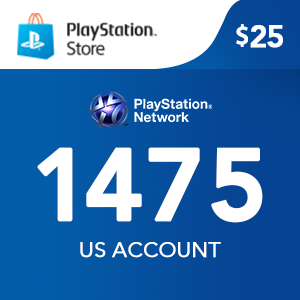 PlayStation.
Store
$25
PlayStation®
Network
1475
US ACCOUNT